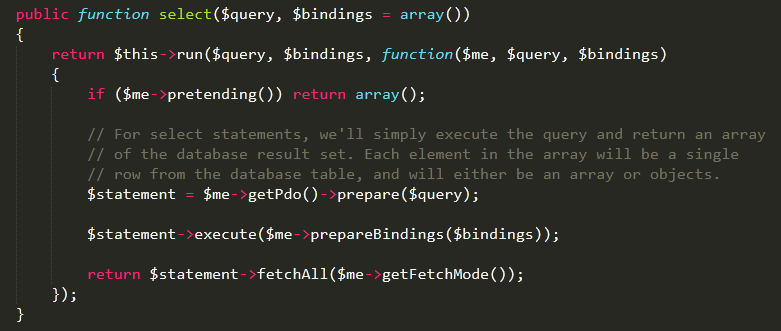 public function select($query, $bindings = array())
{
    return $this->run($query, $bindings, function($me, $query, $bindings)
    {
        if ($me->pretending()) return array();

        // For select statements, we'll simply execute the query and return an array
        // of the database result set. Each element in the array will be a single
        // row from the database table, and will either be an array or objects.
        $statement = $me->getPdo()->prepare($query);

        $statement->execute($me->prepareBindings($bindings));

        return $statement->fetchAll($me->getFetchMode());
    });
}